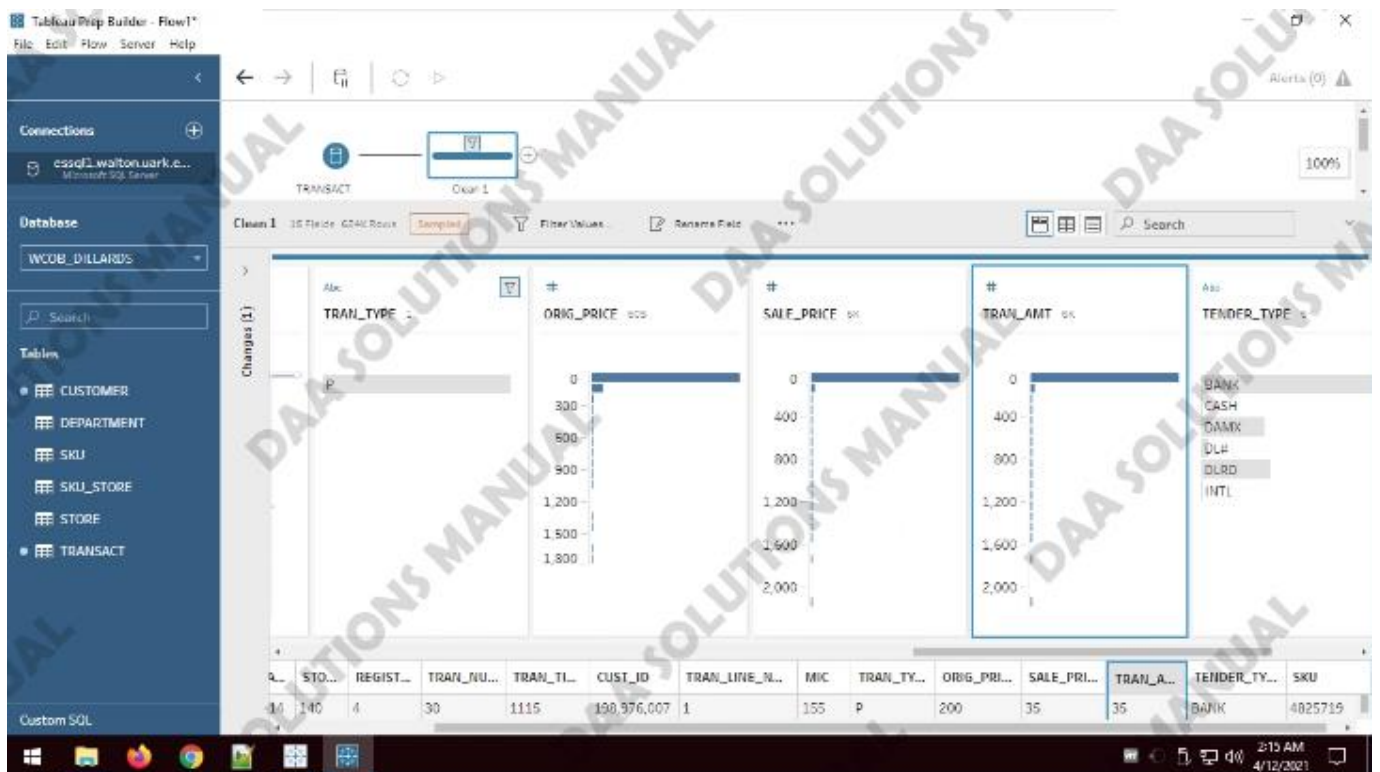 Tableau Prep Builder - Flow1*
File Edit Flow Server Help
Alerts (0)
Connections
essql1.walton.uark.e...
Microsoft SQL Server
TRANSACT
Clean 1
100%
Database
WCOB_DILLARDS
Clean 1 Fields Rows Sampled Filter Values... Rename Field ... Search
Search
Changes (1)
Abc # # # Abc
TRAN_TYPE ORIG_PRICE SALE_PRICE 6K TRAN_AMT 6K TENDER_TYPE
Tables
CUSTOMER
DEPARTMENT
SKU
SKU_STORE
STORE
TRANSACT
Custom SQL
P
0
300
600
900
1,200
1,500
1,800
0
400
800
1,200
1,600
2,000
0
400
800
1,200
1,600
2,000
BANK
CASH
DAMX
DL#
DLRD
INTL
A... STO... REGIST... TRAN_NU... TRAN_TI... CUST_ID TRAN_LINE_N... MIC TRAN_TY... ORIG_PRI... SALE_PRI... TRAN_A... TENDER_TY... SKU
14 140 4 30 1115 198,976,007 1 155 P 200 35 35 BANK 4825719
2:15 AM
4/12/2021
DAA SOLUTIONS MANUAL